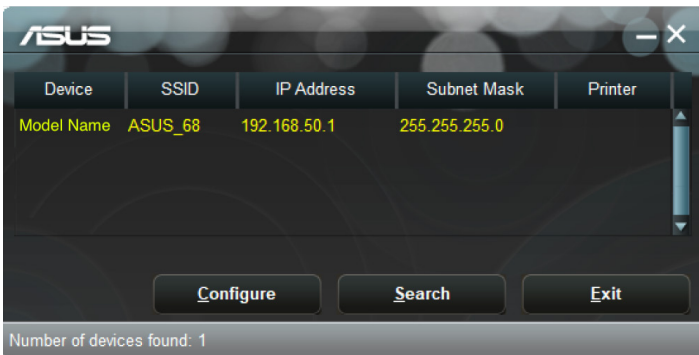 ASUS
Device SSID IP Address Subnet Mask Printer
Model Name ASUS_68 192.168.50.1 255.255.255.0
Configure Search Exit
Number of devices found: 1